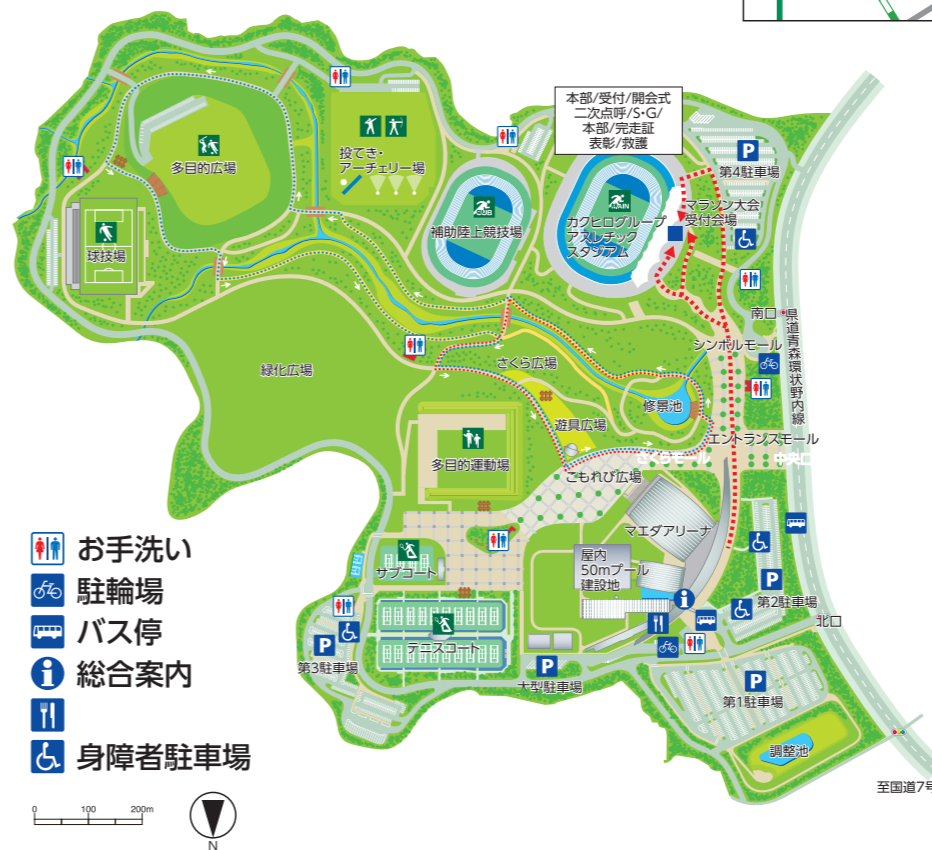 本部/受付/開会式
二次点呼/S・G/
本部/完走証
表彰/救護
P
第4駐車場
多目的広場
投てき・
アーチェリー場
SUB
補助陸上競技場
MAIN
カクヒログループ
アスレチック
スタジアム
マラソン大会
受付会場
球技場
南口
県道青森環状野内線
シンボルモール
緑化広場
さくら広場
修景池
遊具広場
エントランスモール
さくらモール
中央口
多目的運動場
こもれび広場
マエダアリーナ
屋内
50mプール
建設地
サブコート
テニスコート
P
第2駐車場
北口
P
第3駐車場
P
大型駐車場
P
第1駐車場
調整池
至国道7号
お手洗い
駐輪場
バス停
i 総合案内
身障者駐車場
0 100 200m
N